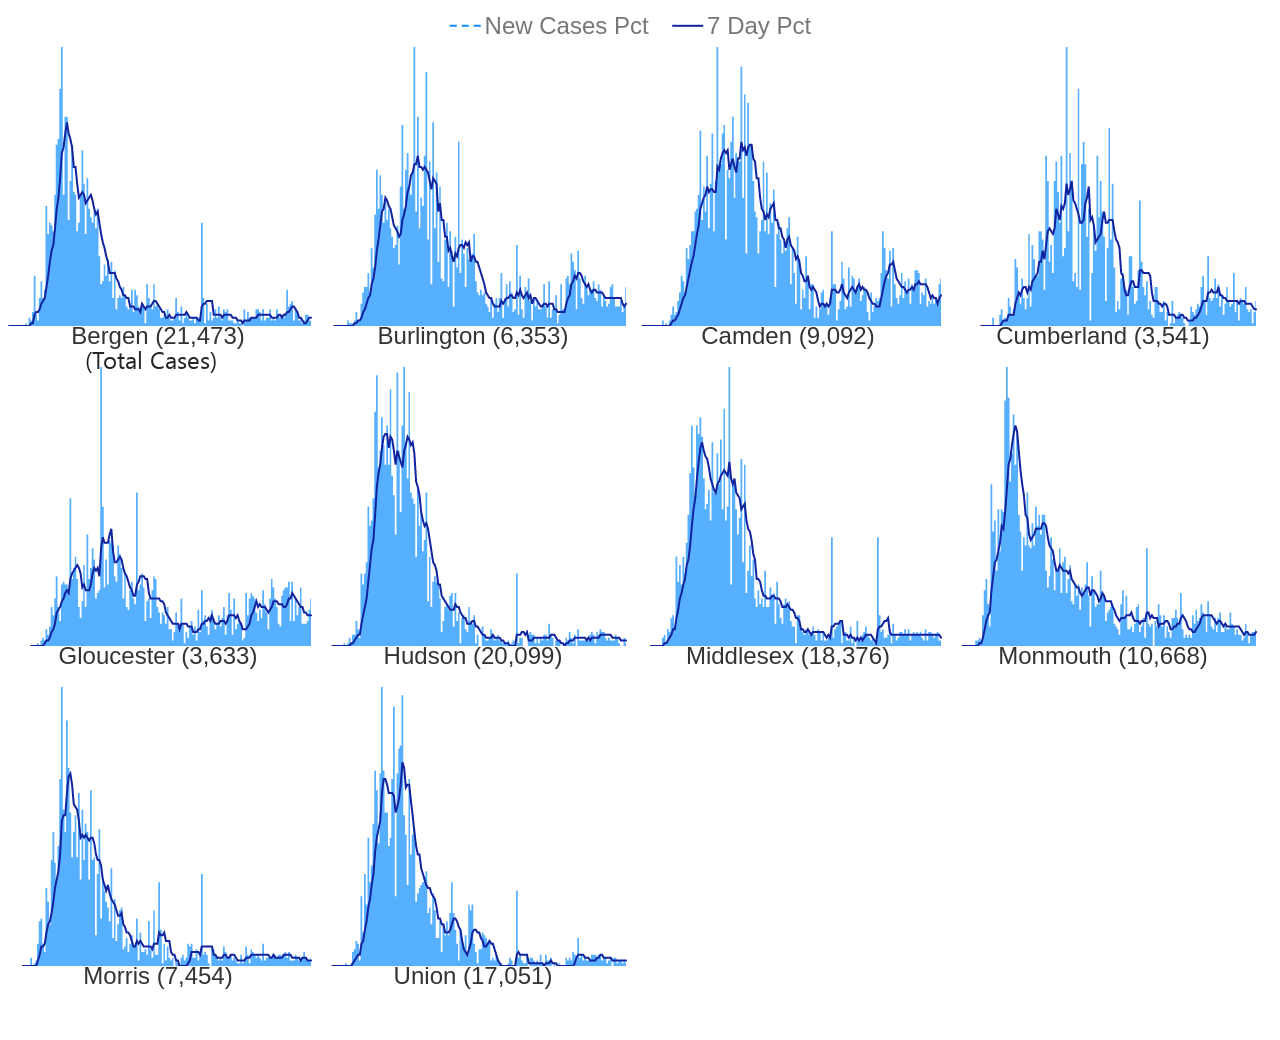 New Cases Pct 7 Day Pct
Bergen (21,473) Burlington (6,353) Camden (9,092) Cumberland (3,541)
(Total Cases)
Gloucester (3,633) Hudson (20,099) Middlesex (18,376) Monmouth (10,668)
Morris (7,454) Union (17,051)